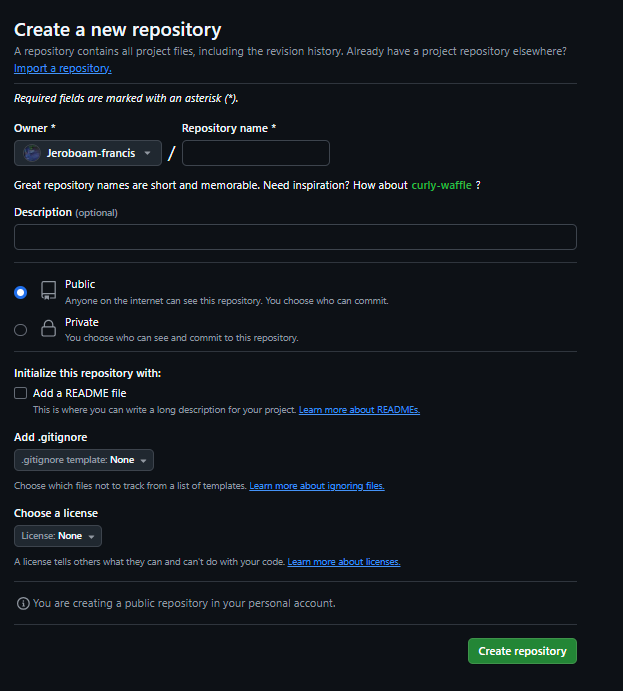 Create a new repository
A repository contains all project files, including the revision history. Already have a project repository elsewhere?
Import a repository.
Required fields are marked with an asterisk (*).
Owner *
Repository name *
Jeroboam-francis
/
Great repository names are short and memorable. Need inspiration? How about curly-waffle ?
Description (optional)
Public
Anyone on the internet can see this repository. You choose who can commit.
Private
You choose who can see and commit to this repository.
Initialize this repository with:
Add a README file
This is where you can write a long description for your project. Learn more about READMEs.
Add .gitignore
.gitignore template: None
Choose which files not to track from a list of templates. Learn more about ignoring files.
Choose a license
License: None
A license tells others what they can and can't do with your code. Learn more about licenses.
You are creating a public repository in your personal account.
Create repository